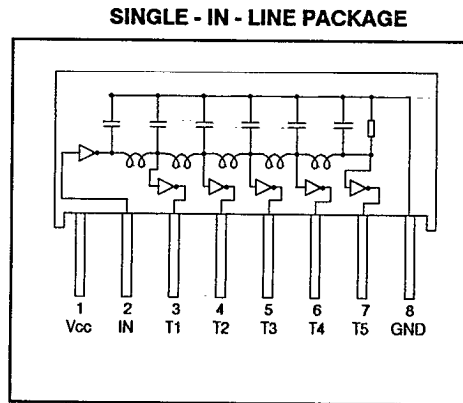 SINGLE - IN - LINE PACKAGE
1 2 3 4 5 6 7 8
Vcc IN T1 T2 T3 T4 T5 GND